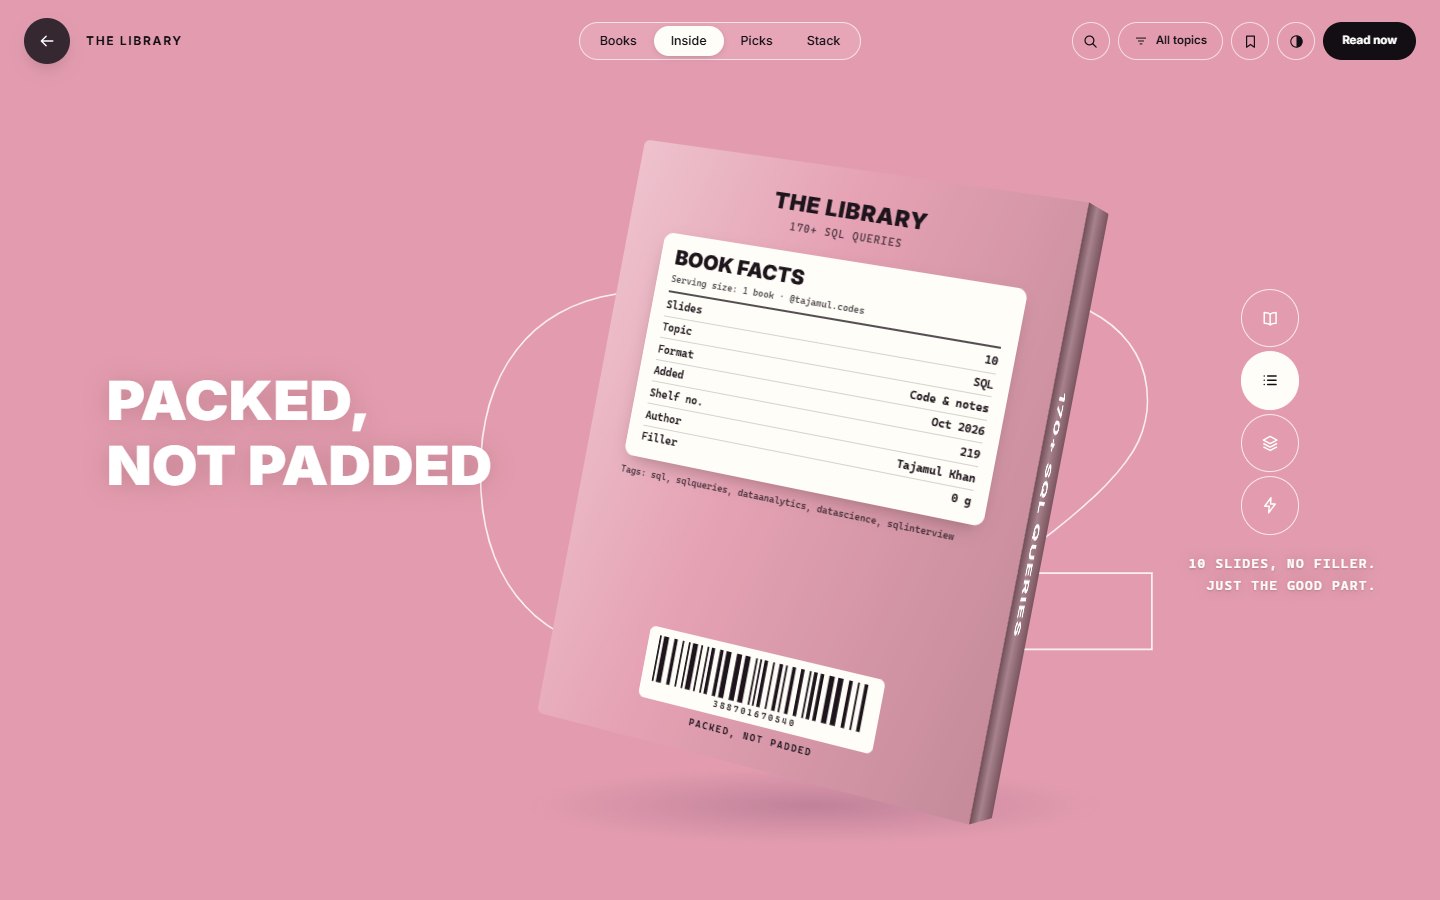 THE LIBRARY
Books
Inside
Picks
Stack
All topics
Read now
PACKED,
NOT PADDED
THE LIBRARY
170+ SQL QUERIES
BOOK FACTS
Serving size: 1 book · @tajamul.codes
Slides 10
Topic SQL
Format Code & notes
Added Oct 2026
Shelf no. 219
Author Tajamul Khan
Filler 0 g
Tags: sql, sqlqueries, dataanalytics, datascience, sqlinterview
388701670540
PACKED, NOT PADDED
170+ SQL QUERIES
10 SLIDES, NO FILLER.
JUST THE GOOD PART.